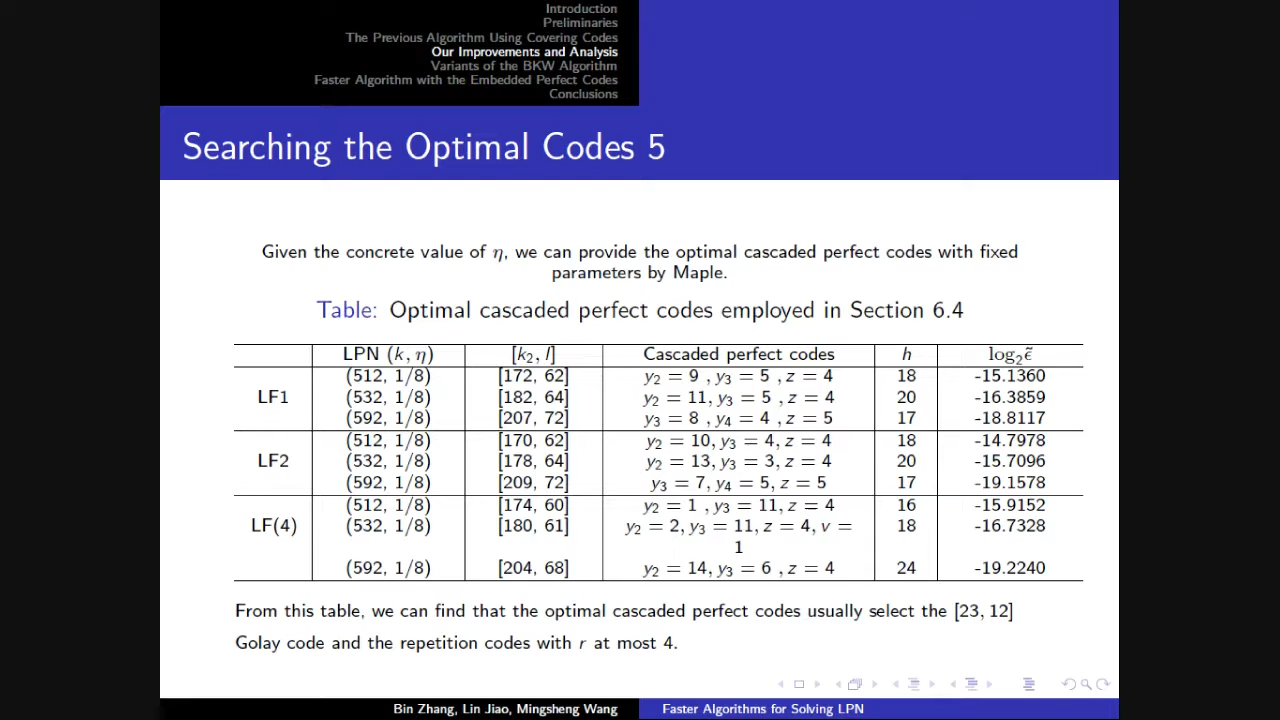 Introduction
Preliminaries
The Previous Algorithm Using Covering Codes
Our Improvements and Analysis
Variants of the BKW Algorithm
Faster Algorithm with the Embedded Perfect Codes
Conclusions
Searching the Optimal Codes 5
Given the concrete value of η, we can provide the optimal cascaded perfect codes with fixed
parameters by Maple.
Table: Optimal cascaded perfect codes employed in Section 6.4
LPN (k, η) [k₂, l] Cascaded perfect codes h log₂ε̃
(512, 1/8) [172, 62] y₂ = 9 , y₃ = 5 , z = 4 18 -15.1360
LF1 (532, 1/8) [182, 64] y₂ = 11, y₃ = 5 , z = 4 20 -16.3859
(592, 1/8) [207, 72] y₃ = 8 , y₄ = 4 , z = 5 17 -18.8117
(512, 1/8) [170, 62] y₂ = 10, y₃ = 4, z = 4 18 -14.7978
LF2 (532, 1/8) [178, 64] y₂ = 13, y₃ = 3, z = 4 20 -15.7096
(592, 1/8) [209, 72] y₃ = 7, y₄ = 5, z = 5 17 -19.1578
(512, 1/8) [174, 60] y₂ = 1 , y₃ = 11, z = 4 16 -15.9152
LF(4) (532, 1/8) [180, 61] y₂ = 2, y₃ = 11, z = 4, v = 18 -16.7328
1
(592, 1/8) [204, 68] y₂ = 14, y₃ = 6 , z = 4 24 -19.2240
From this table, we can find that the optimal cascaded perfect codes usually select the [23, 12]
Golay code and the repetition codes with r at most 4.
Bin Zhang, Lin Jiao, Mingsheng Wang Faster Algorithms for Solving LPN